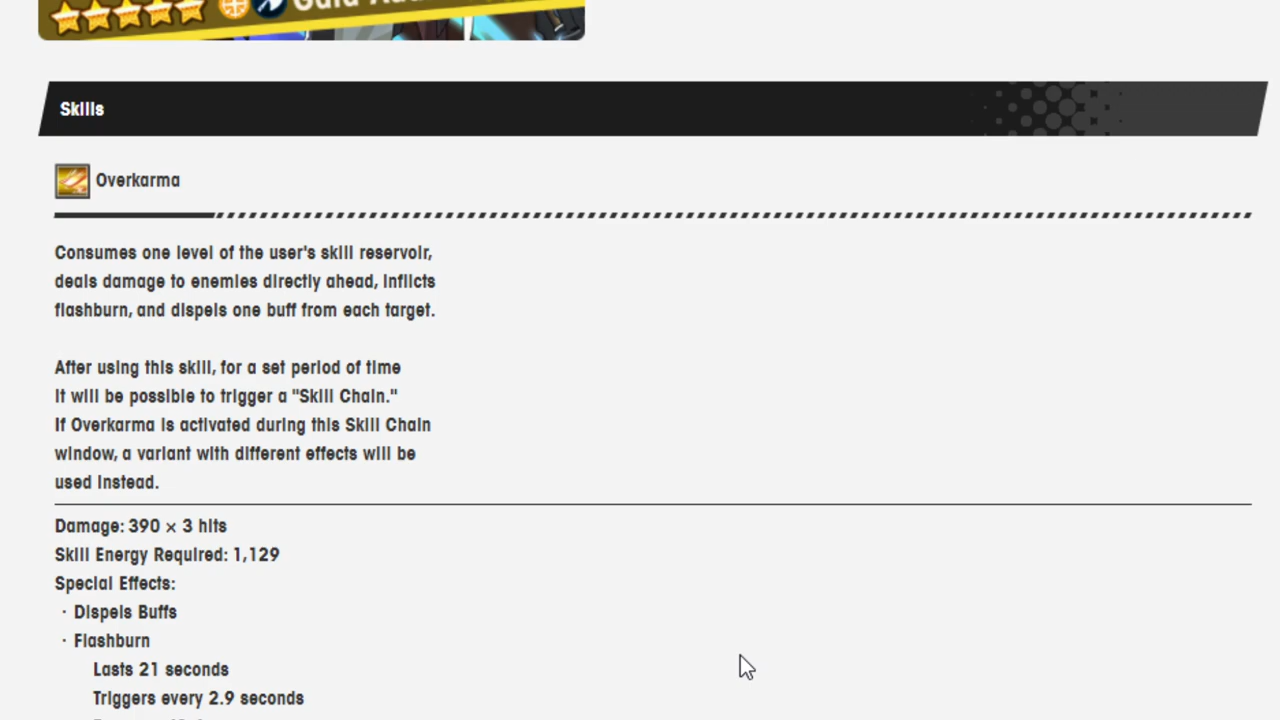 Skills
Overkarma
Consumes one level of the user's skill reservoir,
deals damage to enemies directly ahead, inflicts
flashburn, and dispels one buff from each target.
After using this skill, for a set period of time
it will be possible to trigger a "Skill Chain."
If Overkarma is activated during this Skill Chain
window, a variant with different effects will be
used instead.
Damage: 390 × 3 hits
Skill Energy Required: 1,129
Special Effects:
· Dispels Buffs
· Flashburn
Lasts 21 seconds
Triggers every 2.9 seconds